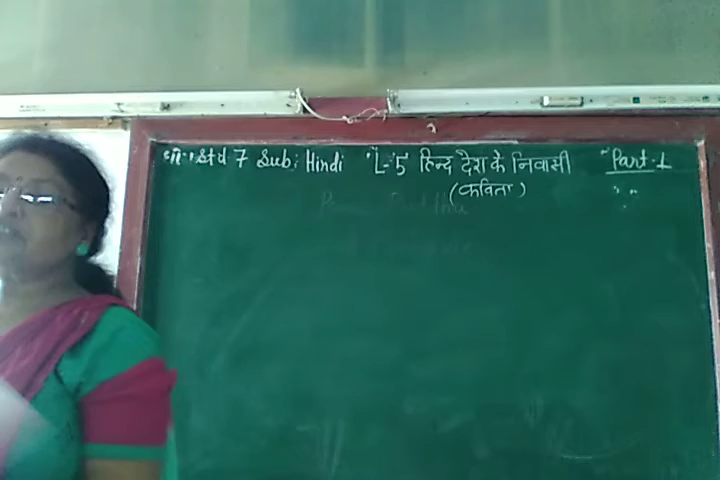 Std 7 Sub: Hindi "L-5" हिन्द देश के निवासी "Part-1
(कविता)